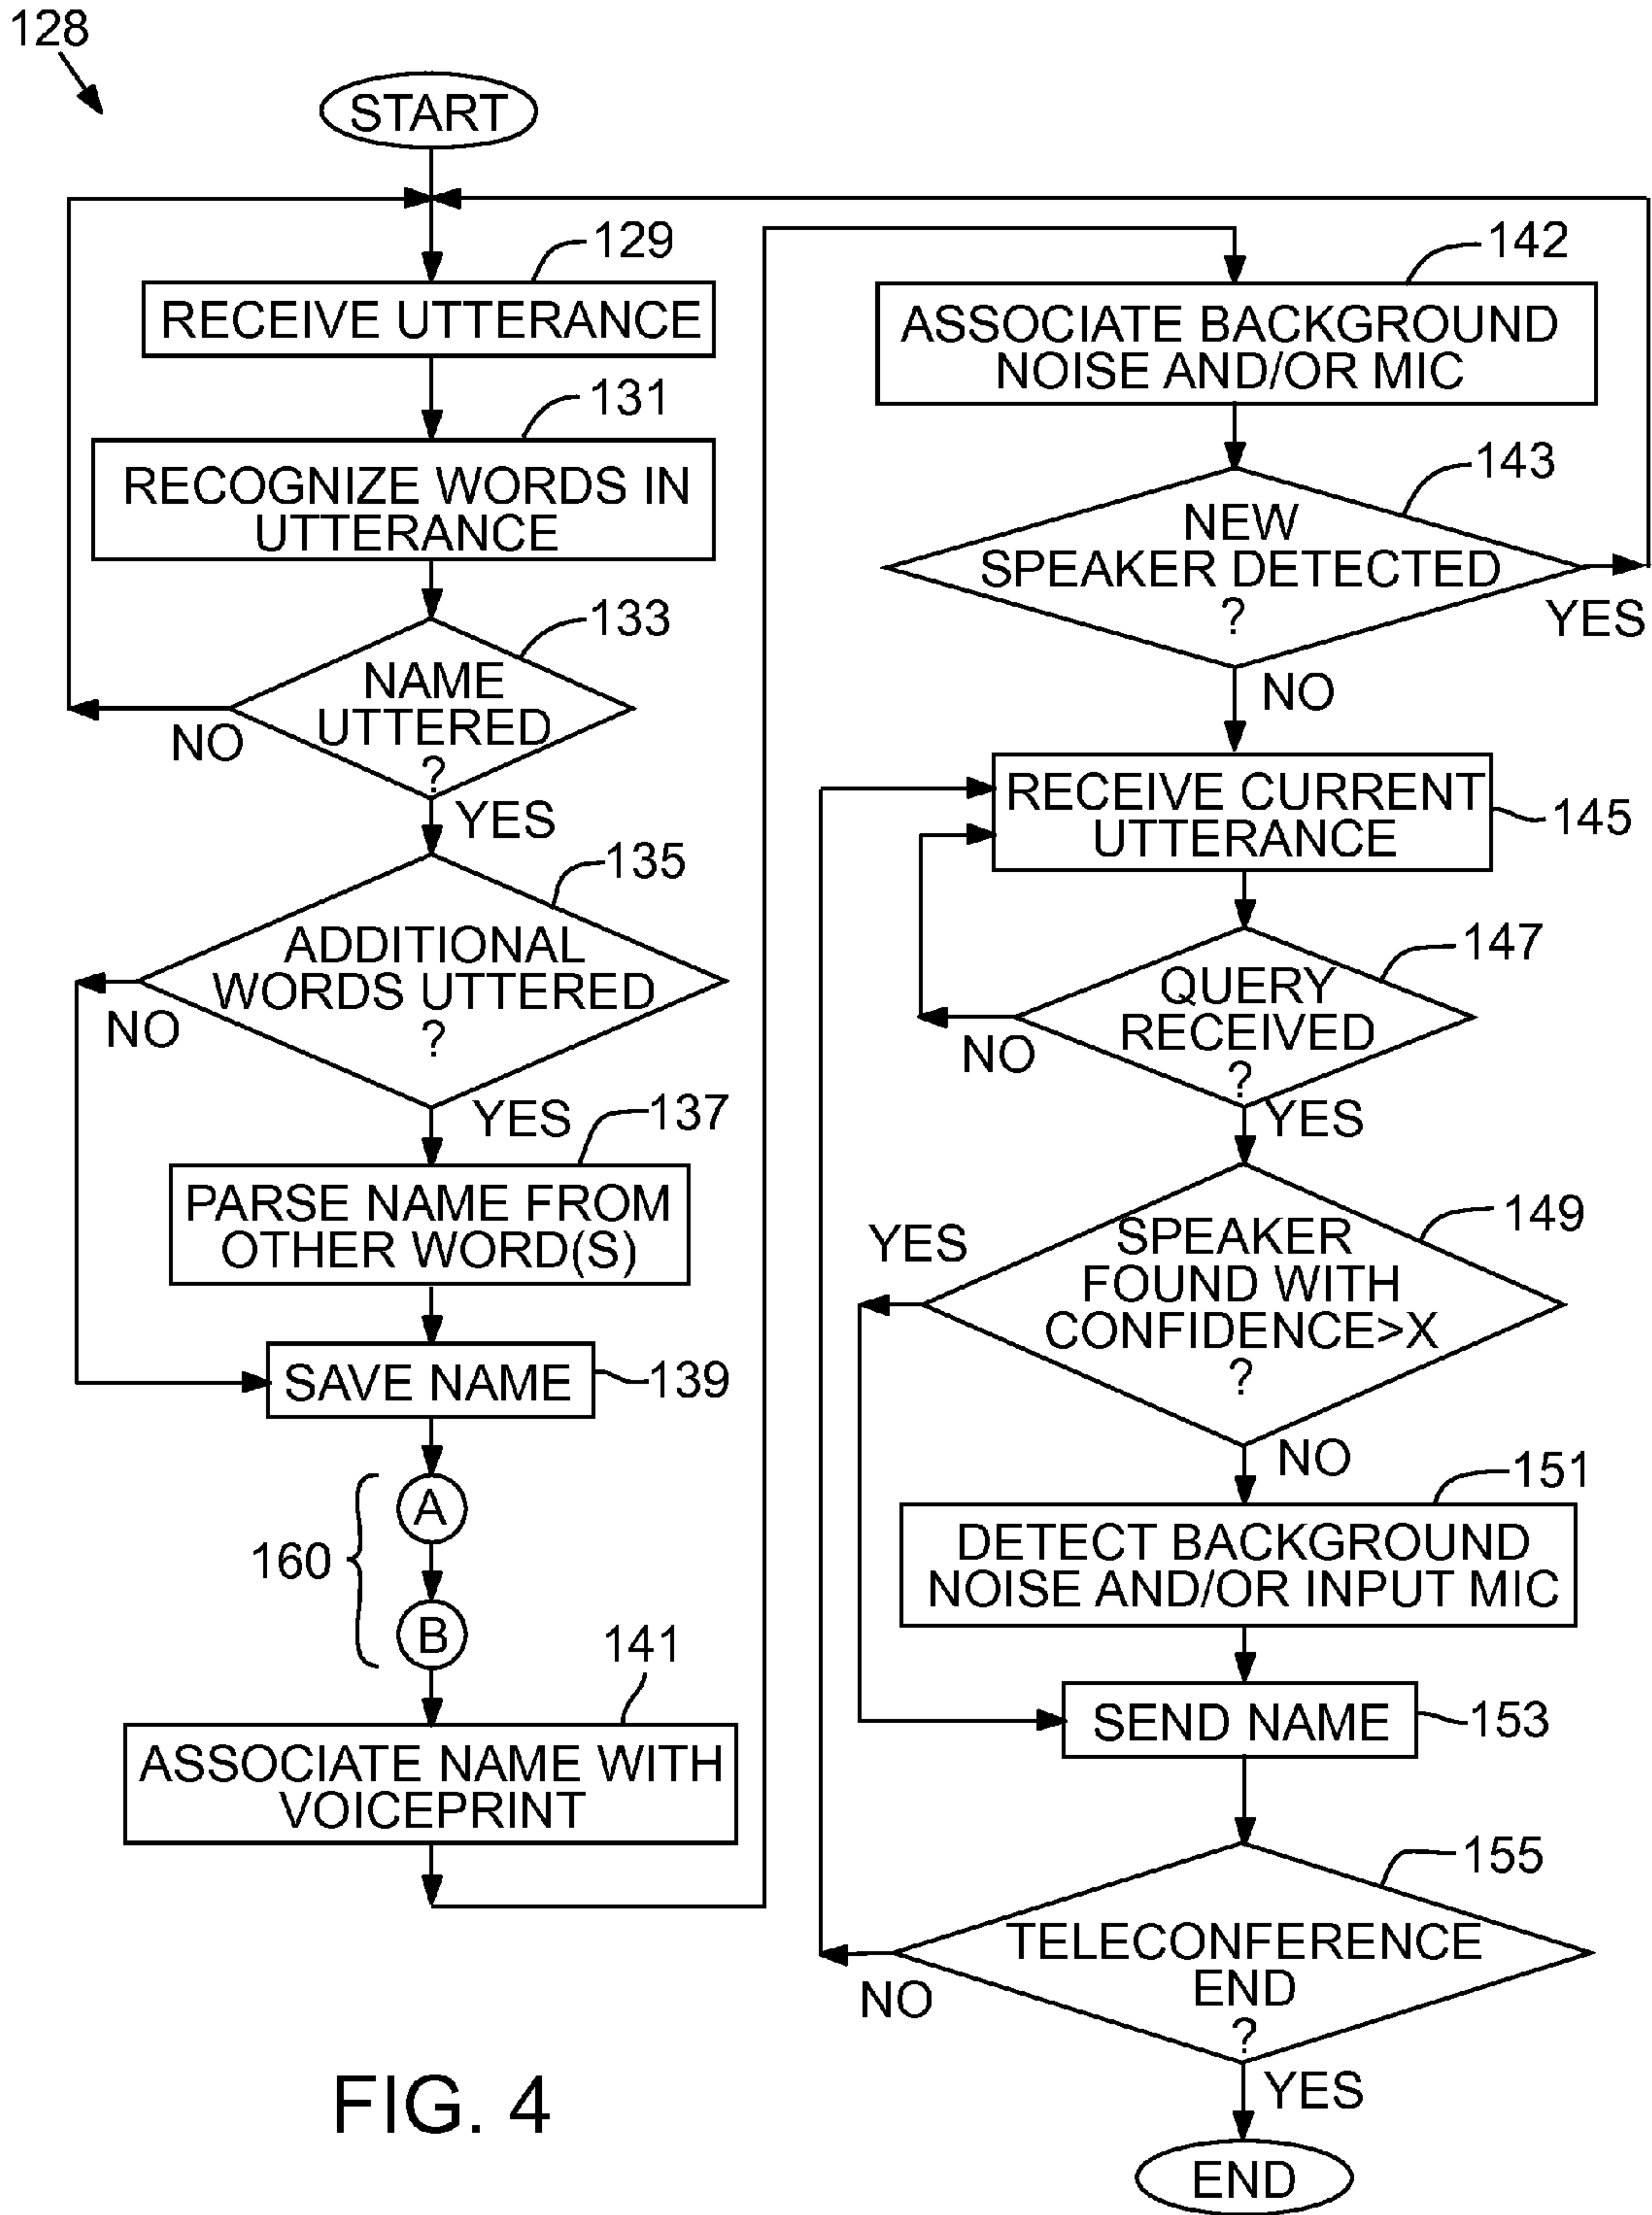 128
START
129
RECEIVE UTTERANCE
131
RECOGNIZE WORDS IN
UTTERANCE
133
NAME
UTTERED
?
NO
YES
135
ADDITIONAL
WORDS UTTERED
?
NO
YES
137
PARSE NAME FROM
OTHER WORD(S)
SAVE NAME
139
A
160
B
141
ASSOCIATE NAME WITH
VOICEPRINT
142
ASSOCIATE BACKGROUND
NOISE AND/OR MIC
143
NEW
SPEAKER DETECTED
?
YES
NO
RECEIVE CURRENT
UTTERANCE
145
147
QUERY
RECEIVED
?
NO
YES
149
YES
SPEAKER
FOUND WITH
CONFIDENCE>X
?
NO
151
DETECT BACKGROUND
NOISE AND/OR INPUT MIC
SEND NAME
153
155
TELECONFERENCE
END
?
NO
YES
END
FIG. 4